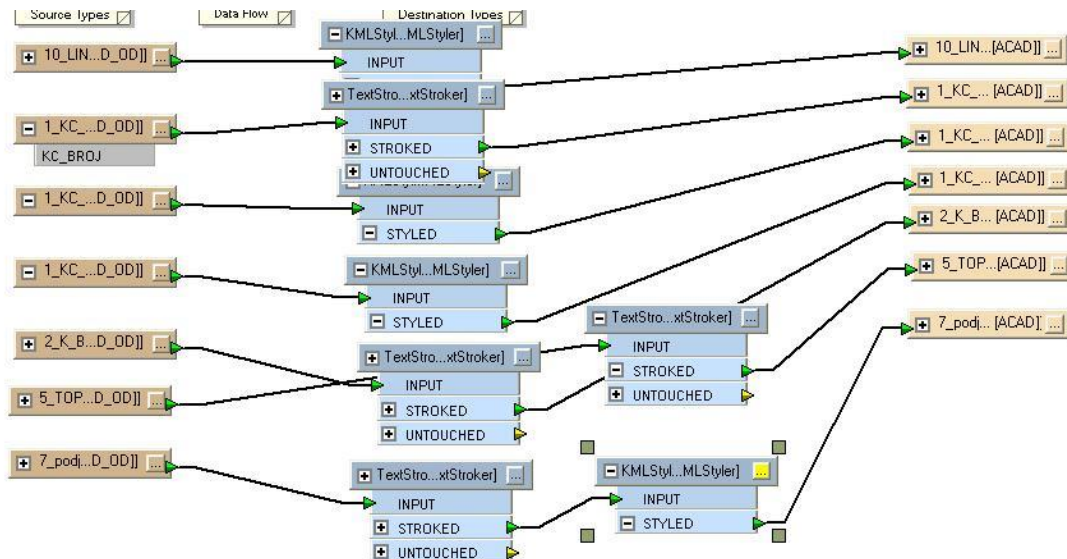 Source Types
Data Flow
Destination Types
10_LIN...D_OD]] ...
KMLStyl...MLStyler] ...
INPUT
10_LIN... [ACAD] ...
TextStro...xtStroker] ...
INPUT
STROKED
UNTOUCHED
1_KC_...D_OD]] ...
KC_BROJ
1_KC_... [ACAD] ...
1_KC_... [ACAD] ...
1_KC_...D_OD]] ...
INPUT
STYLED
1_KC_... [ACAD] ...
2_K_B... [ACAD] ...
1_KC_...D_OD]] ...
KMLStyl...MLStyler] ...
INPUT
STYLED
5_TOP... [ACAD] ...
2_K_B...D_OD]] ...
TextStro...xtStroker] ...
INPUT
STROKED
UNTOUCHED
TextStro...xtStroker] ...
INPUT
STROKED
UNTOUCHED
7_podj... [ACAD] ...
5_TOP...D_OD]] ...
7_podj...D_OD]] ...
TextStro...xtStroker] ...
INPUT
STROKED
UNTOUCHED
KMLStyl...MLStyler] ...
INPUT
STYLED